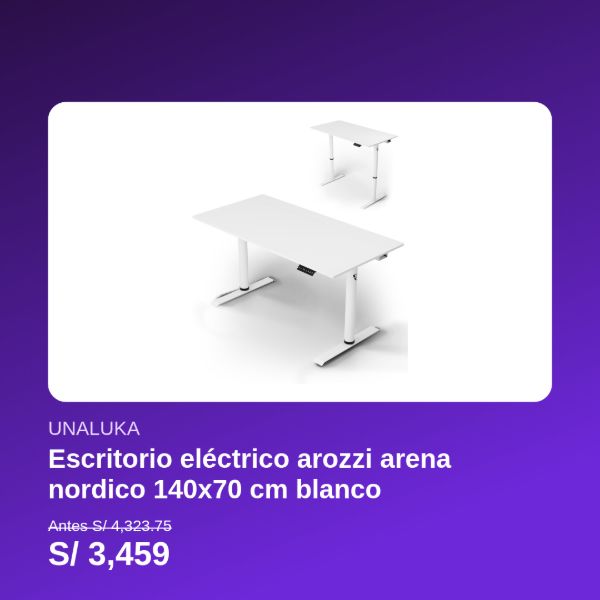 UNALUKA
Escritorio eléctrico arozzi arena
nordico 140x70 cm blanco
Antes S/ 4,323.75
S/ 3,459